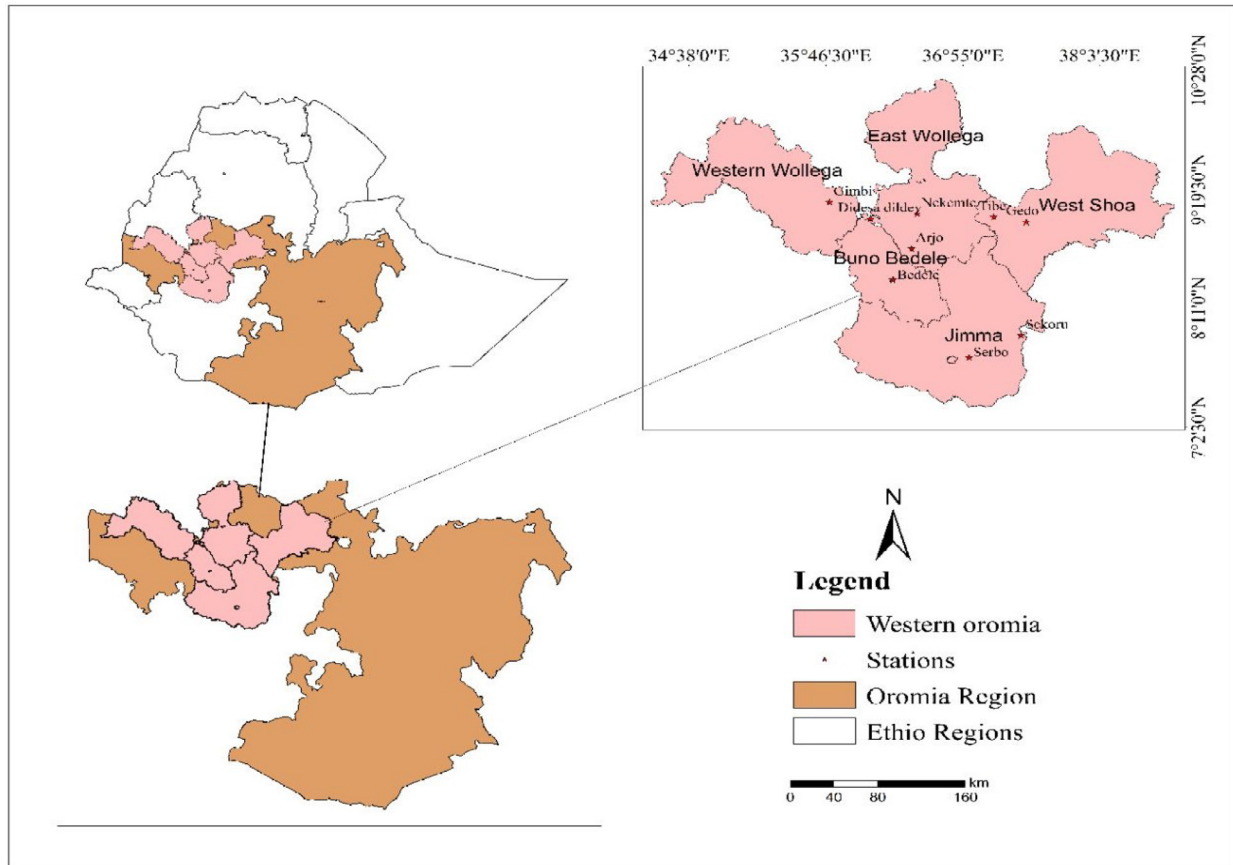 34°38'0"E 35°46'30"E 36°55'0"E 38°3'30"E
10°28'0"N
9°19'30"N
8°11'0"N
7°2'30"N
East Wollega
Western Wollega
Gimbi
Didesa dildey
Nekemte
Tibe
Gedo
West Shoa
Arjo
Buno Bedele
Bedele
Jimma
Sekoru
Serbo
N
Legend
Western oromia
Stations
Oromia Region
Ethio Regions
km
0 40 80 160